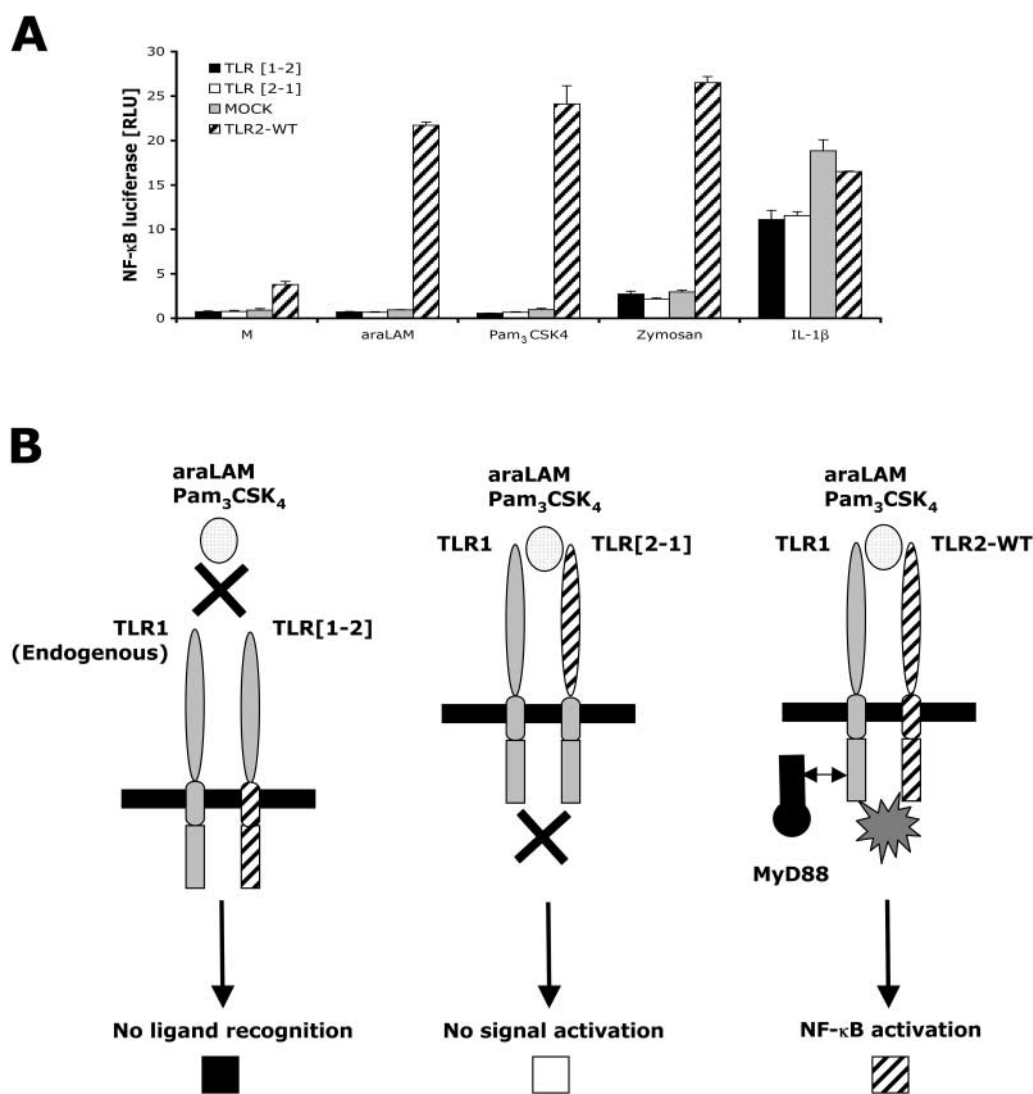 A
NF-κB luciferase [RLU]
30
25
20
15
10
5
0
TLR [1-2]
TLR [2-1]
MOCK
TLR2-WT
M
araLAM
Pam₃CSK4
Zymosan
IL-1β
B
araLAM
Pam₃CSK₄
TLR1
(Endogenous)
TLR[1-2]
No ligand recognition
araLAM
Pam₃CSK₄
TLR1
TLR[2-1]
No signal activation
araLAM
Pam₃CSK₄
TLR1
TLR2-WT
MyD88
NF-κB activation